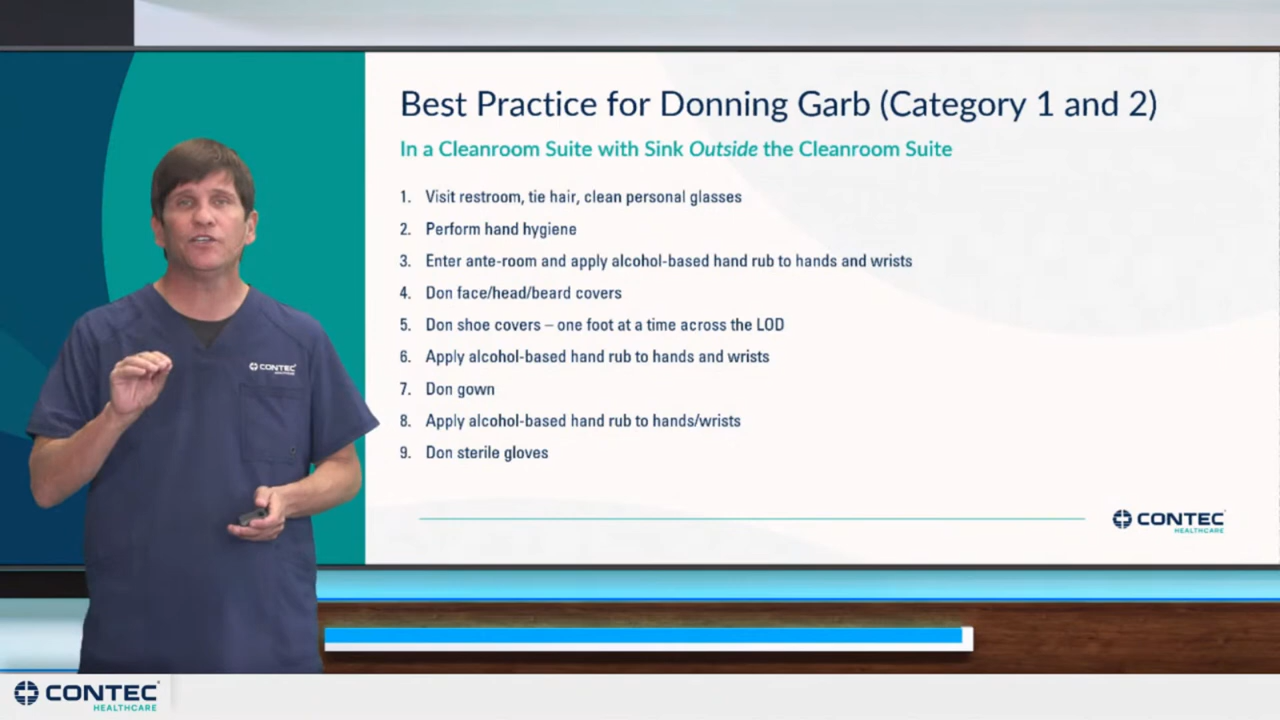 Best Practice for Donning Garb (Category 1 and 2)
In a Cleanroom Suite with Sink Outside the Cleanroom Suite
1. Visit restroom, tie hair, clean personal glasses
2. Perform hand hygiene
3. Enter ante-room and apply alcohol-based hand rub to hands and wrists
4. Don face/head/beard covers
5. Don shoe covers – one foot at a time across the LOD
6. Apply alcohol-based hand rub to hands and wrists
7. Don gown
8. Apply alcohol-based hand rub to hands/wrists
9. Don sterile gloves
CONTEC
HEALTHCARE
CONTEC
HEALTHCARE
CONTEC
HEALTHCARE